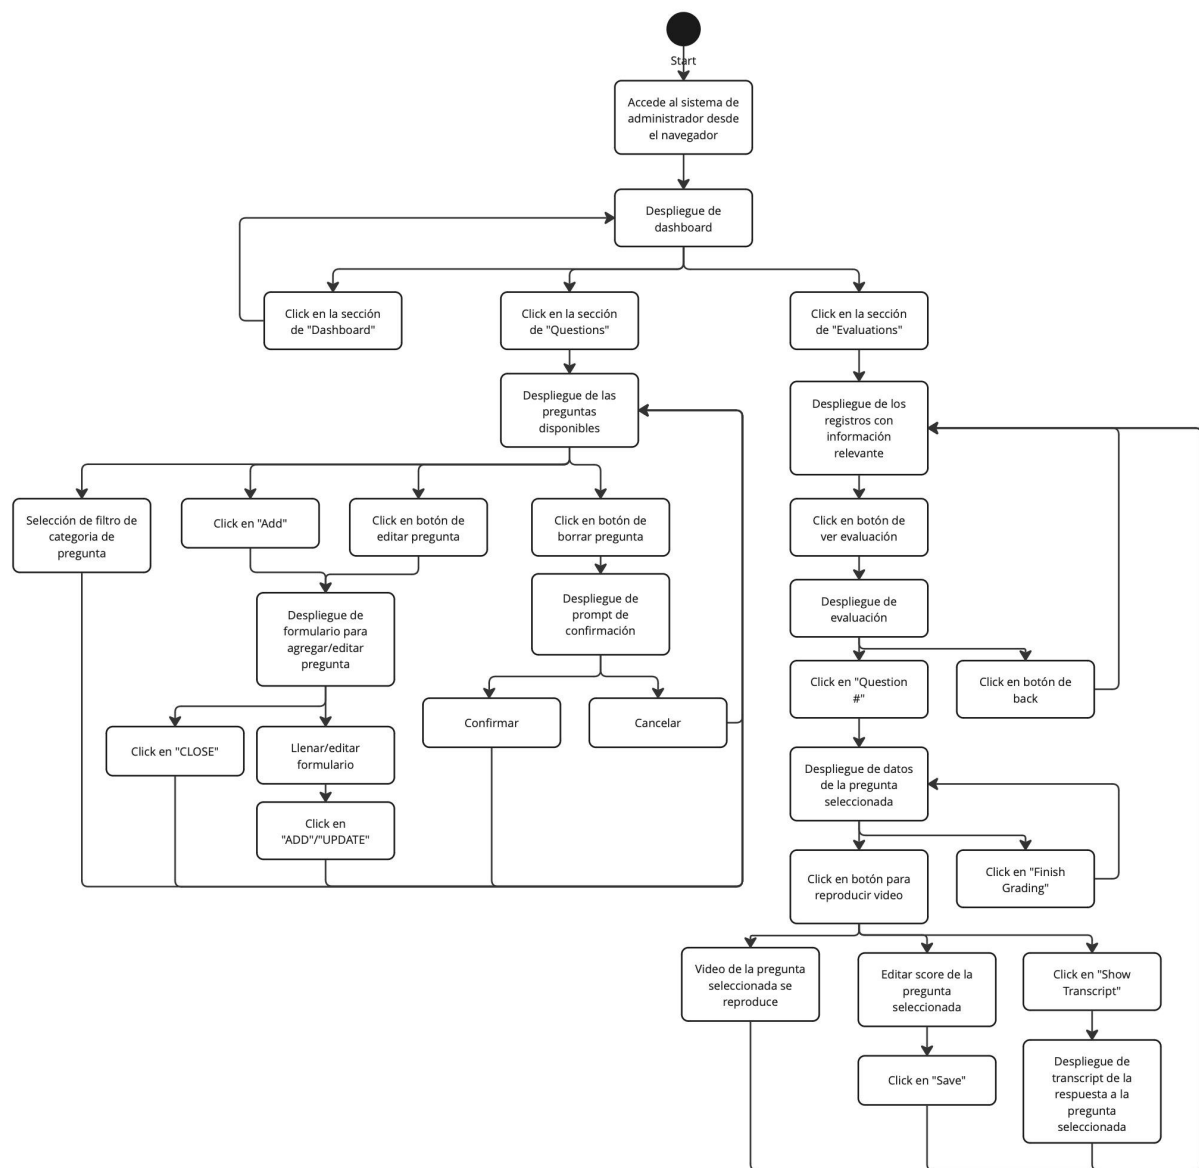 Start
Accede al sistema de
administrador desde
el navegador
Despliegue de
dashboard
Click en la sección
de "Dashboard"
Click en la sección
de "Questions"
Click en la sección
de "Evaluations"
Despliegue de las
preguntas
disponibles
Despliegue de los
registros con
información
relevante
Selección de filtro de
categoria de
pregunta
Click en "Add"
Click en botón de
editar pregunta
Click en botón de
borrar pregunta
Click en botón de
ver evaluación
Despliegue de
formulario para
agregar/editar
pregunta
Despliegue de
prompt de
confirmación
Despliegue de
evaluación
Click en "Question
#"
Click en botón de
back
Click en "CLOSE"
Llenar/editar
formulario
Confirmar
Cancelar
Click en
"ADD"/"UPDATE"
Despliegue de datos
de la pregunta
seleccionada
Click en botón para
reproducir video
Click en "Finish
Grading"
Video de la pregunta
seleccionada se
reproduce
Editar score de la
pregunta
seleccionada
Click en "Show
Transcript"
Click en "Save"
Despliegue de
transcript de la
respuesta a la
pregunta
seleccionada